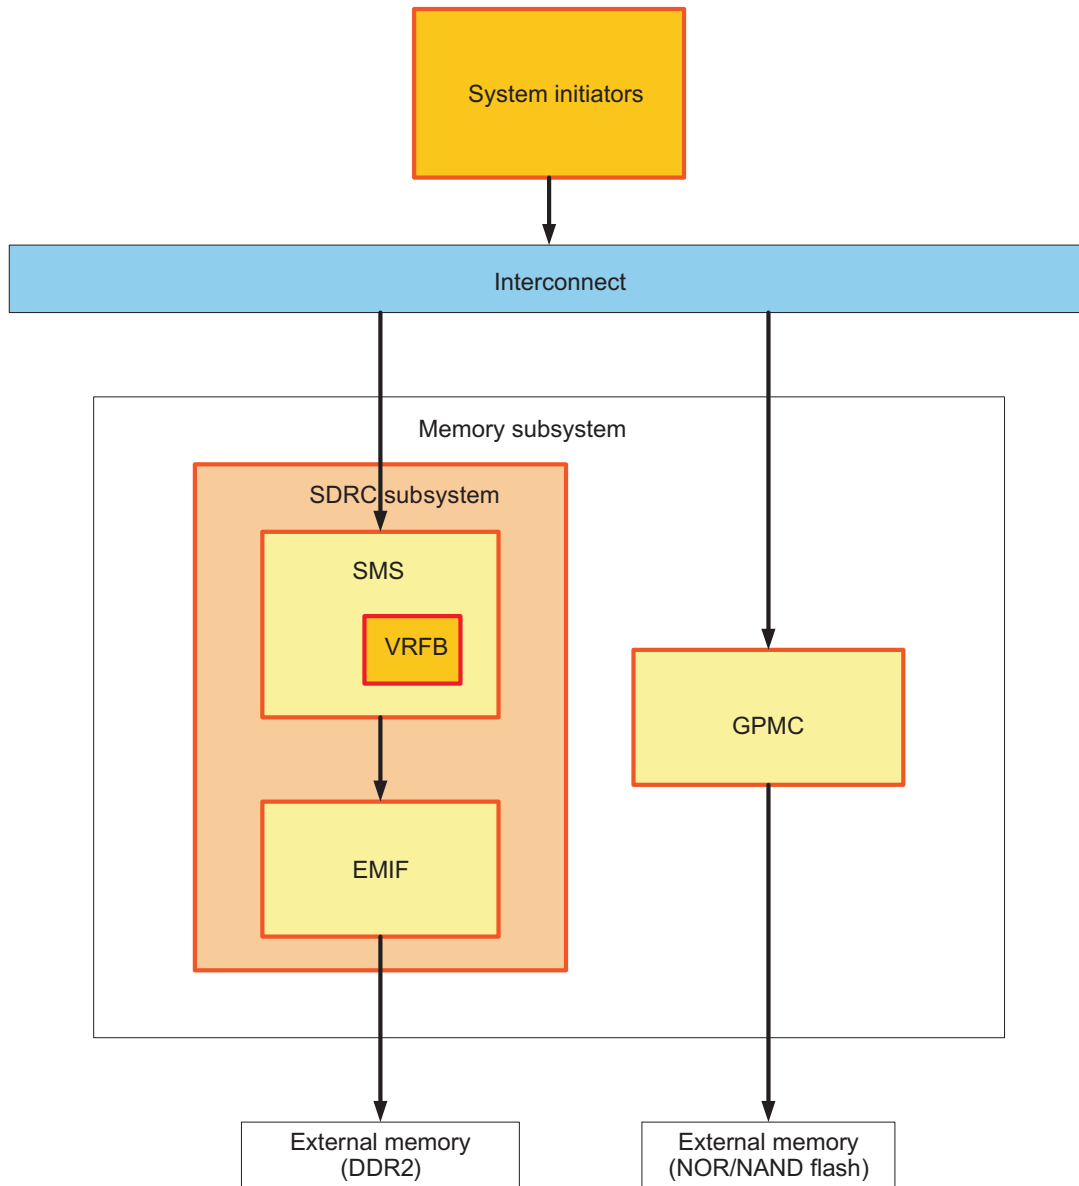 System initiators
Interconnect
Memory subsystem
SDRC subsystem
SMS
VRFB
GPMC
EMIF
External memory
(DDR2)
External memory
(NOR/NAND flash)